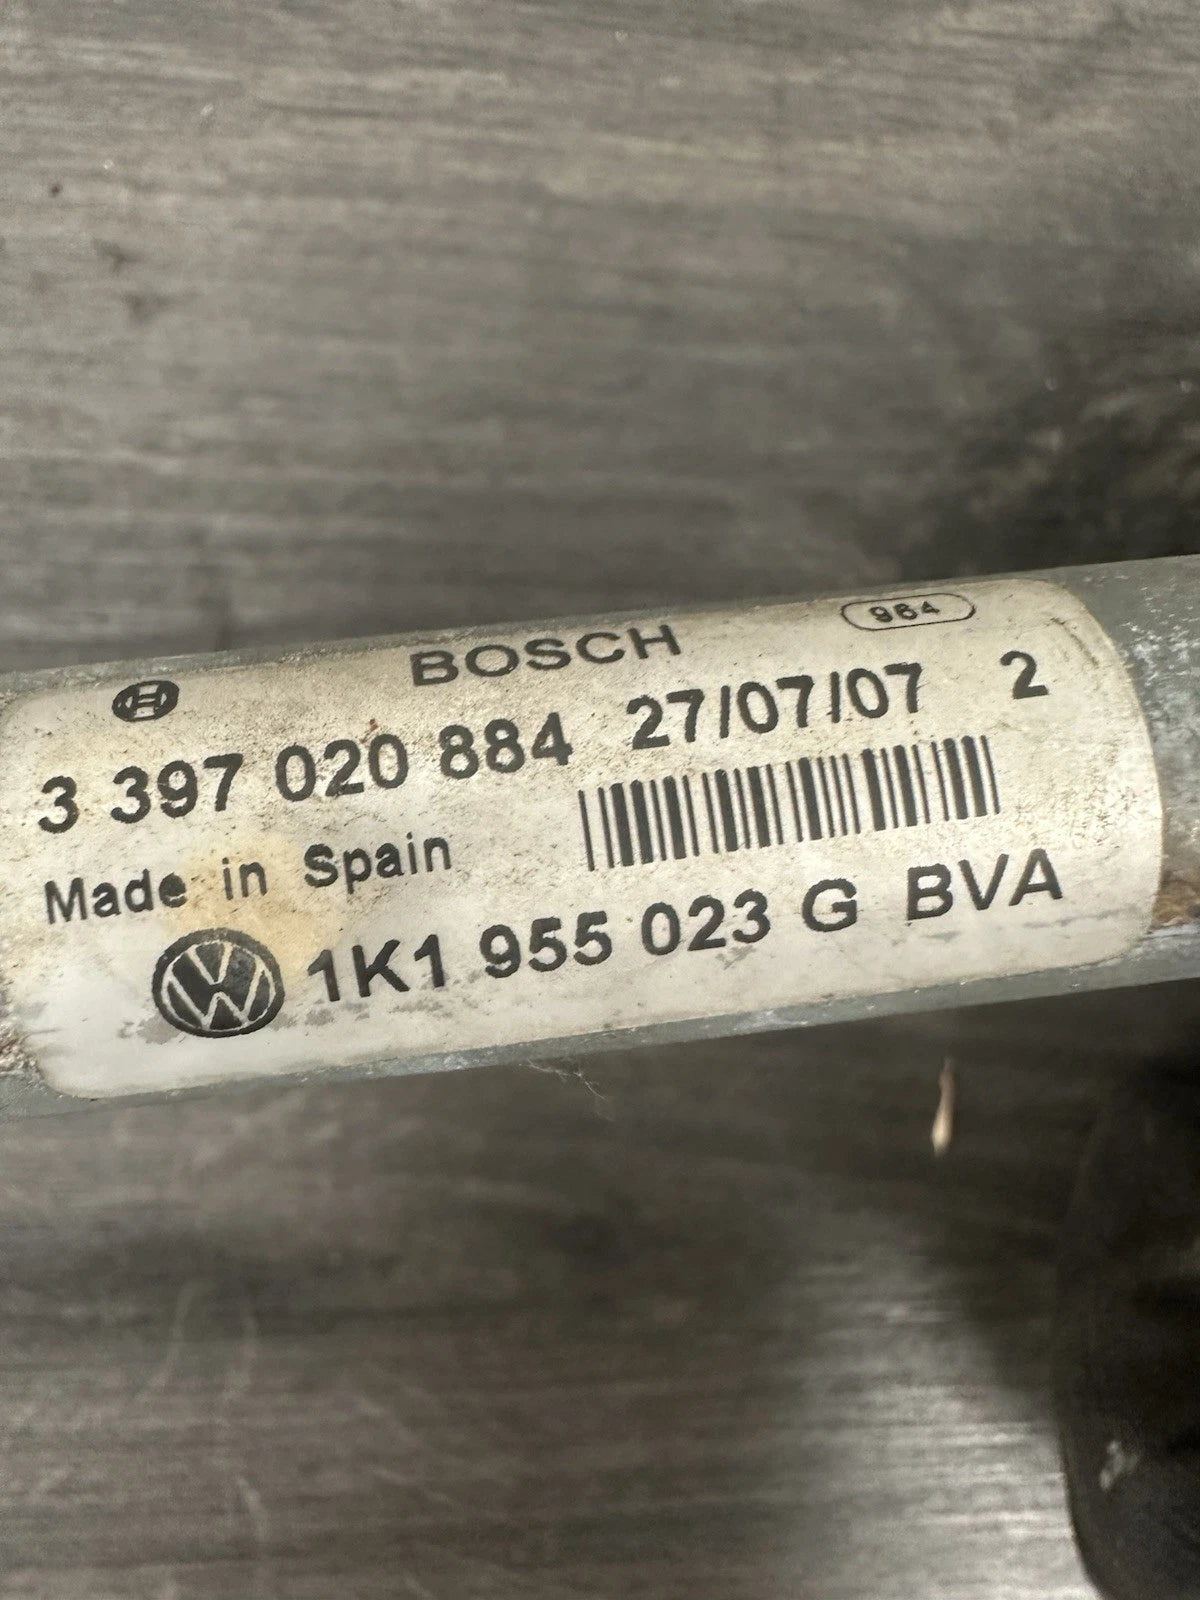 964
BOSCH
3 397 020 884 27/07/07 2
Made in Spain
1K1 955 023 G BVA